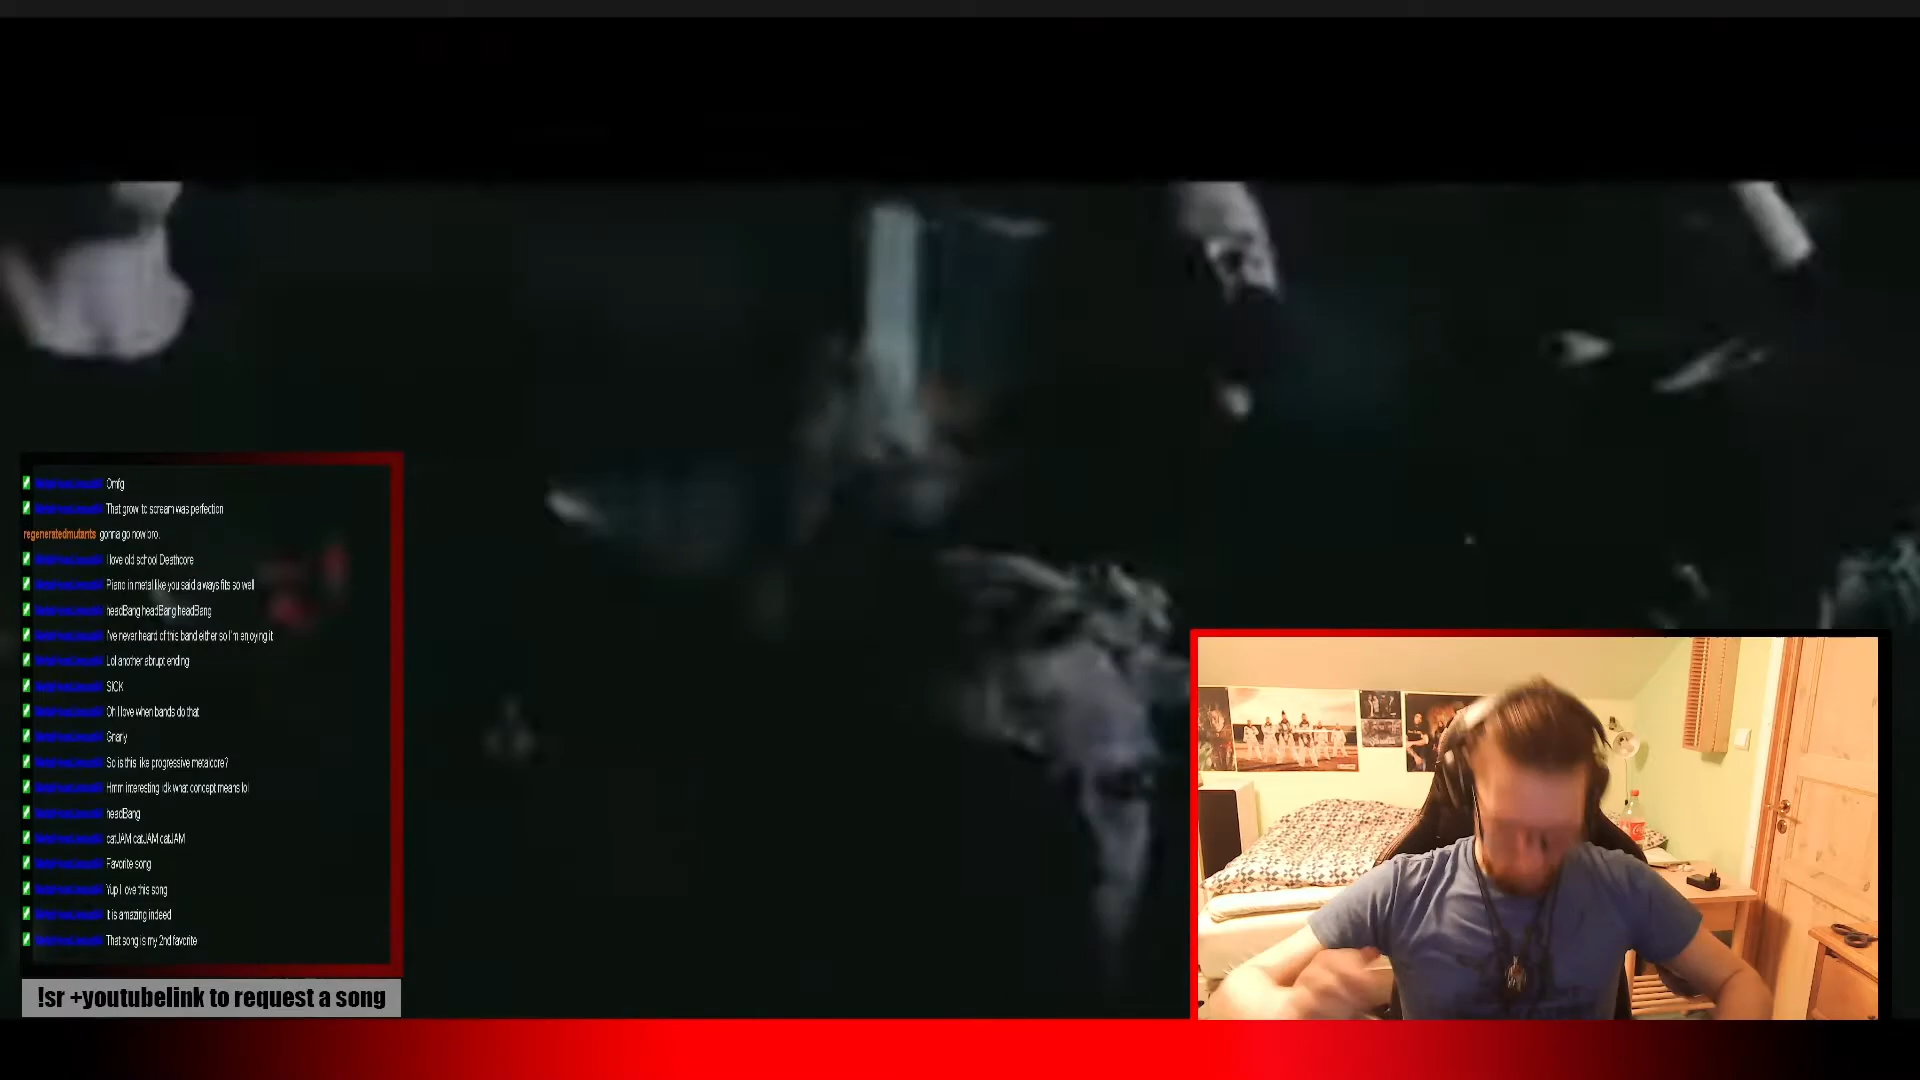 Omfg
That grow to scream was perfection
regeneratedmutants gonna go now bro.
I love old school Deathcore
Piano in metal like you said always fits so well
headBang headBang headBang
I've never heard of this band either so I'm enjoying it
Lol another abrupt ending
SICK
Oh I love when bands do that
Gnarly
So is this like progressive metalcore?
Hmm interesting idk what concept means lol
headBang
catJAM catJAM catJAM
Favorite song
Yup I love this song
It is amazing indeed
That song is my 2nd favorite
!sr +youtubelink to request a song